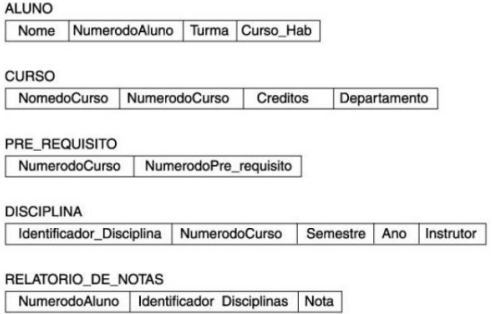 ALUNO
Nome NumerodoAluno Turma Curso_Hab
CURSO
NomedoCurso NumerodoCurso Creditos Departamento
PRE_REQUISITO
NumerodoCurso NumerodoPre_requisito
DISCIPLINA
Identificador_Disciplina NumerodoCurso Semestre Ano Instrutor
RELATORIO_DE_NOTAS
NumerodoAluno Identificador Disciplinas Nota